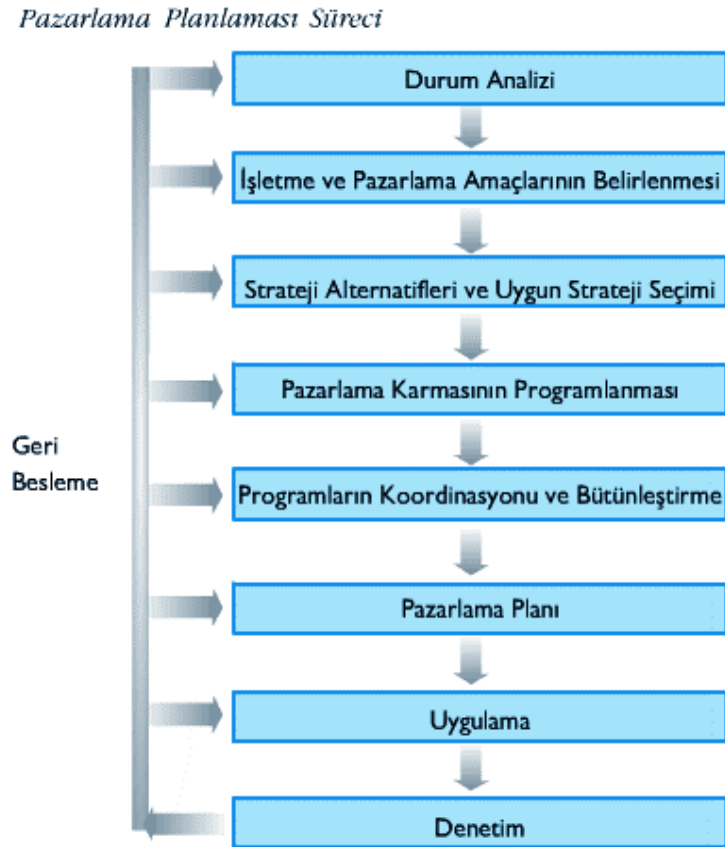 Pazarlama Planlaması Süreci
Durum Analizi
İşletme ve Pazarlama Amaçlarının Belirlenmesi
Strateji Alternatifleri ve Uygun Strateji Seçimi
Pazarlama Karmasının Programlanması
Geri
Besleme
Programların Koordinasyonu ve Bütünleştirme
Pazarlama Planı
Uygulama
Denetim